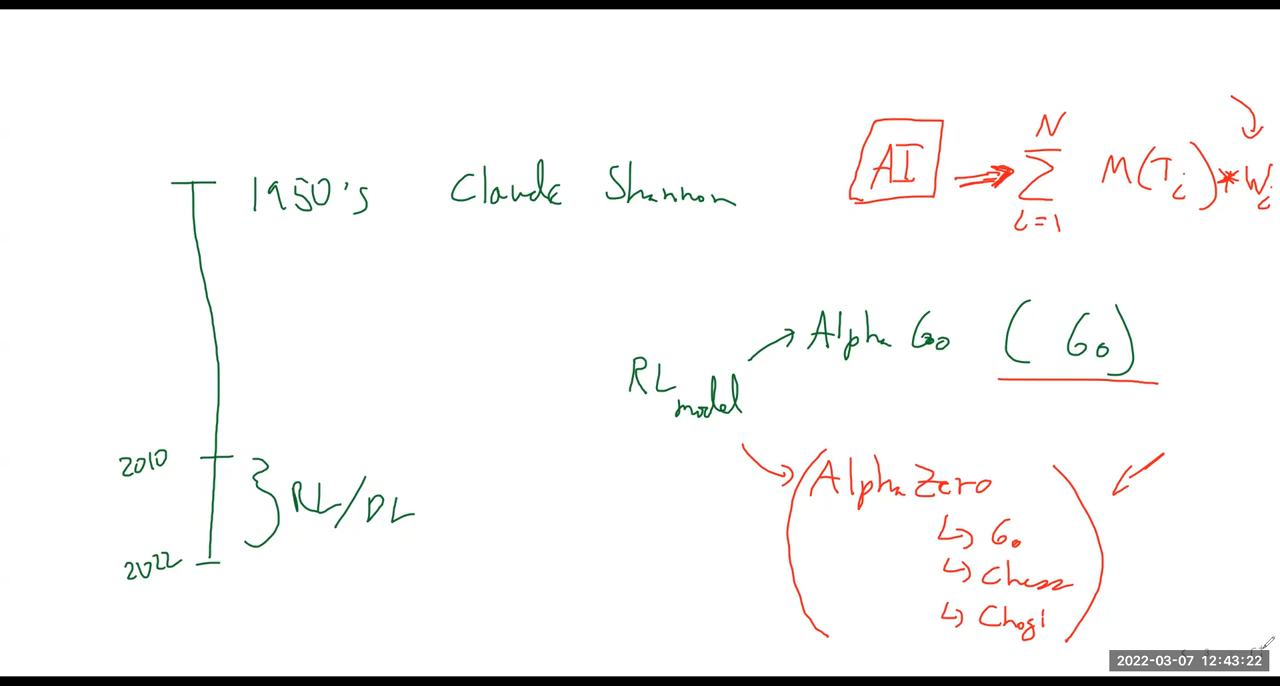 1950's Claude Shannon
AI ⇒ N Σ i=1 M(Ti) * Wi
RL model
Alpha Go ( Go )
2010
RL/DL
2022
Alpha Zero
↳ Go
↳ Chess
↳ Chogi
2022-03-07 12:43:22